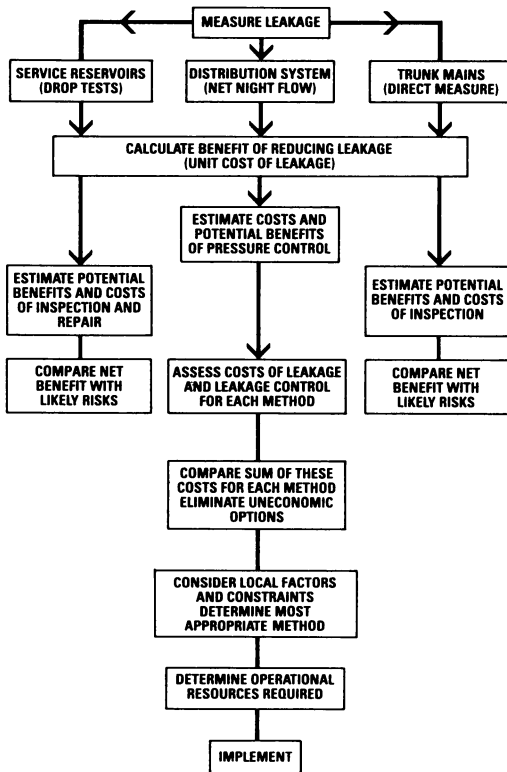 MEASURE LEAKAGE
SERVICE RESERVOIRS
(DROP TESTS)
DISTRIBUTION SYSTEM
(NET NIGHT FLOW)
TRUNK MAINS
(DIRECT MEASURE)
CALCULATE BENEFIT OF REDUCING LEAKAGE
(UNIT COST OF LEAKAGE)
ESTIMATE COSTS AND
POTENTIAL BENEFITS
OF PRESSURE CONTROL
ESTIMATE POTENTIAL
BENEFITS AND COSTS
OF INSPECTION AND
REPAIR
ESTIMATE POTENTIAL
BENEFITS AND COSTS
OF INSPECTION
COMPARE NET
BENEFIT WITH
LIKELY RISKS
ASSESS COSTS OF LEAKAGE
AND LEAKAGE CONTROL
FOR EACH METHOD
COMPARE NET
BENEFIT WITH
LIKELY RISKS
COMPARE SUM OF THESE
COSTS FOR EACH METHOD
ELIMINATE UNECONOMIC
OPTIONS
CONSIDER LOCAL FACTORS
AND CONSTRAINTS
DETERMINE MOST
APPROPRIATE METHOD
DETERMINE OPERATIONAL
RESOURCES REQUIRED
IMPLEMENT